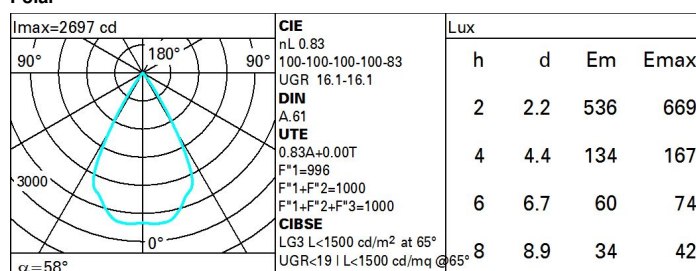 Polar
Imax=2697 cd
90° 180° 90°
3000
0°
α=58°
CIE
nL 0.83
100-100-100-100-83
UGR 16.1-16.1
DIN
A.61
UTE
0.83A+0.00T
F"1=996
F"1+F"2=1000
F"1+F"2+F"3=1000
CIBSE
LG3 L<1500 cd/m² at 65°
UGR<19 | L<1500 cd/mq @65°
Lux
h d Em Emax
2 2.2 536 669
4 4.4 134 167
6 6.7 60 74
8 8.9 34 42